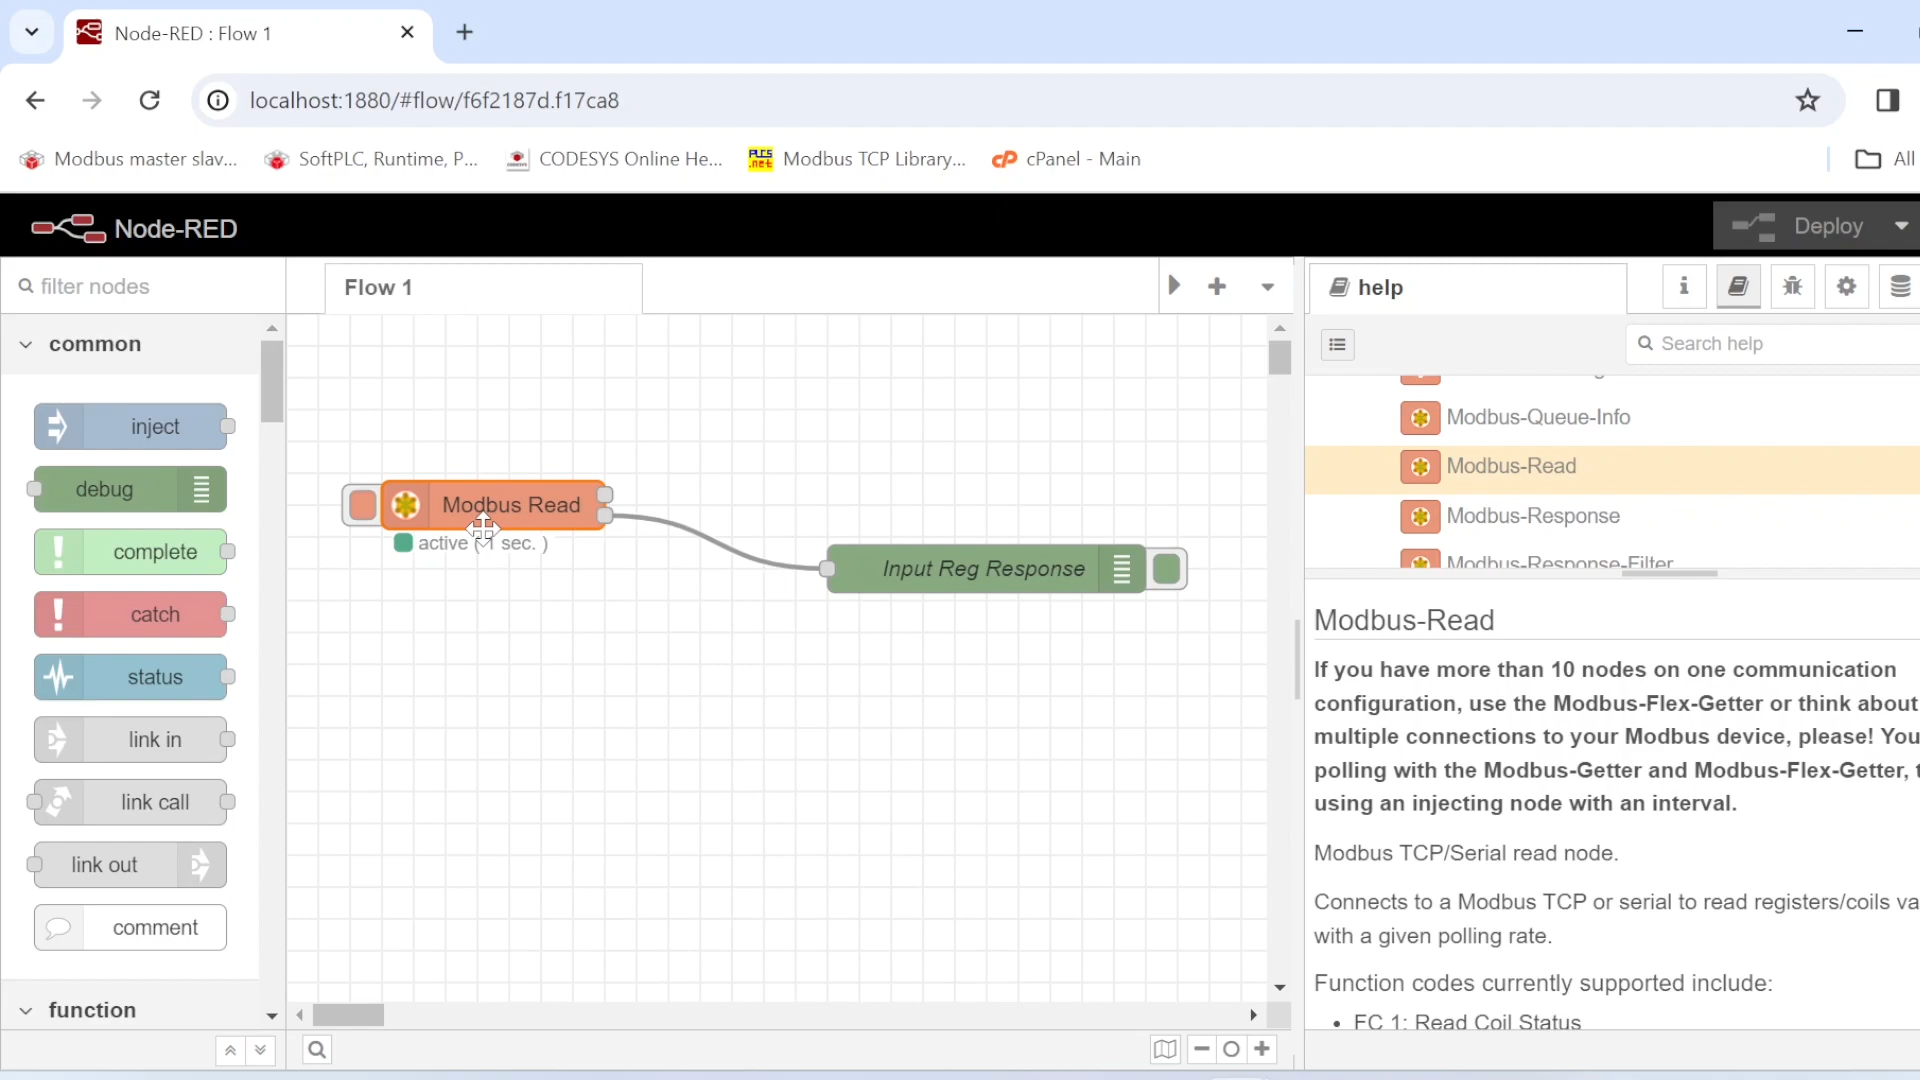 Node-RED : Flow 1
localhost:1880/#flow/f6f2187d.f17ca8
Modbus master slav...
SoftPLC, Runtime, P...
CODESYS Online He...
PLCS .net
Modbus TCP Library...
cPanel - Main
All
Node-RED
Deploy
filter nodes
Flow 1
help
common
Search help
inject
debug
complete
catch
status
link in
link call
link out
comment
function
Modbus Read
active ( 1 sec. )
Input Reg Response
Modbus-Queue-Info
Modbus-Read
Modbus-Response
Modbus-Response-Filter
Modbus-Read
If you have more than 10 nodes on one communication
configuration, use the Modbus-Flex-Getter or think about
multiple connections to your Modbus device, please! You
polling with the Modbus-Getter and Modbus-Flex-Getter,
using an injecting node with an interval.
Modbus TCP/Serial read node.
Connects to a Modbus TCP or serial to read registers/coils va
with a given polling rate.
Function codes currently supported include:
• FC 1: Read Coil Status